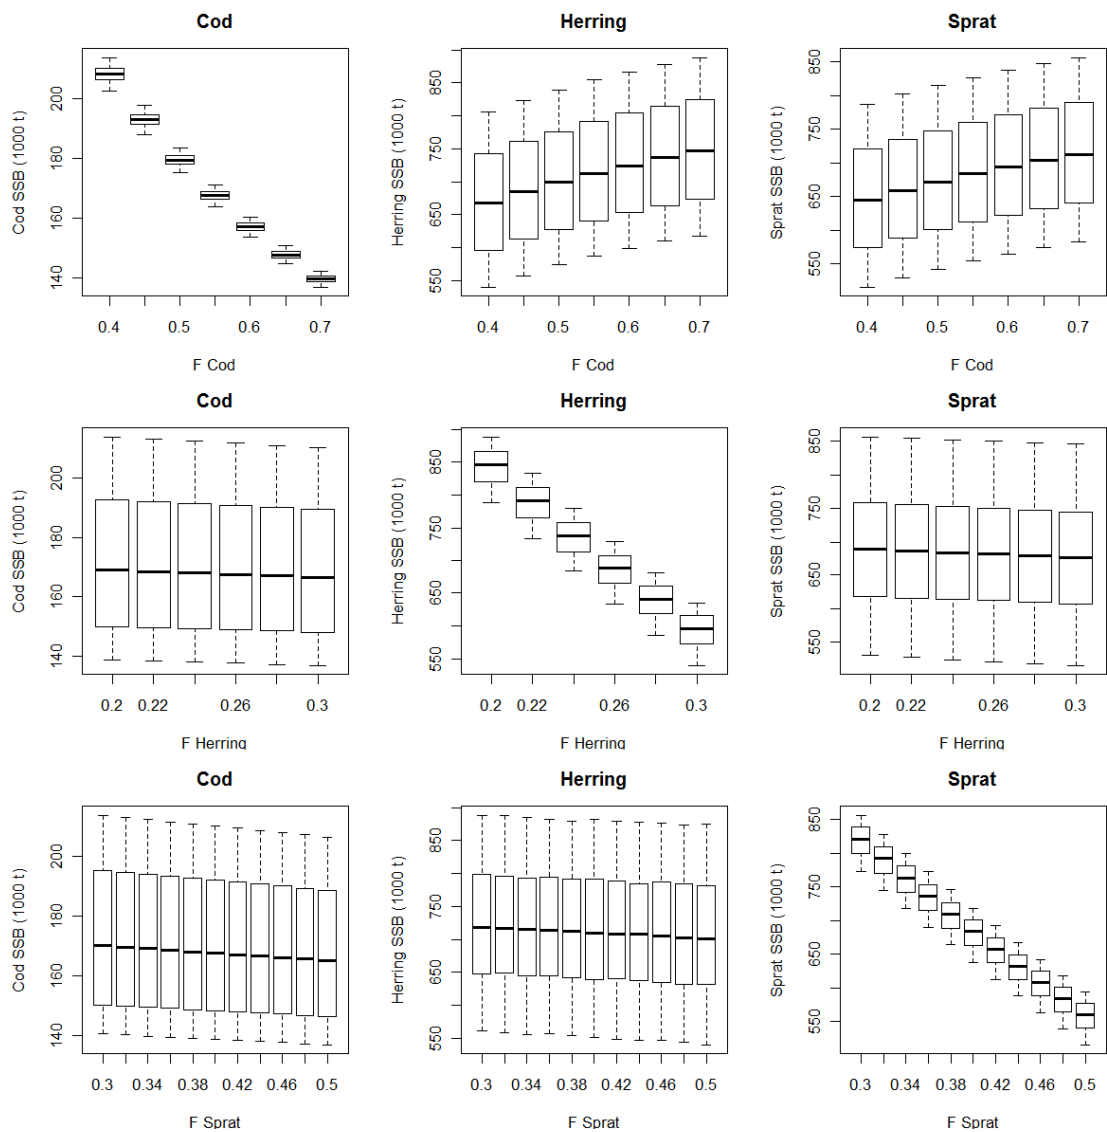 Cod
Herring
Sprat
Cod SSB (1000 t)
140 160 180 200
0.4 0.5 0.6 0.7
F Cod
Herring SSB (1000 t)
550 650 750 850
0.4 0.5 0.6 0.7
F Cod
Sprat SSB (1000 t)
550 650 750 850
0.4 0.5 0.6 0.7
F Cod
Cod
Herring
Sprat
Cod SSB (1000 t)
140 160 180 200
0.2 0.22 0.26 0.3
F Herring
Herring SSB (1000 t)
550 650 750 850
0.2 0.22 0.26 0.3
F Herring
Sprat SSB (1000 t)
550 650 750 850
0.2 0.22 0.26 0.3
F Herring
Cod
Herring
Sprat
Cod SSB (1000 t)
140 160 180 200
0.3 0.34 0.38 0.42 0.46 0.5
F Sprat
Herring SSB (1000 t)
550 650 750 850
0.3 0.34 0.38 0.42 0.46 0.5
F Sprat
Sprat SSB (1000 t)
550 650 750 850
0.3 0.34 0.38 0.42 0.46 0.5
F Sprat